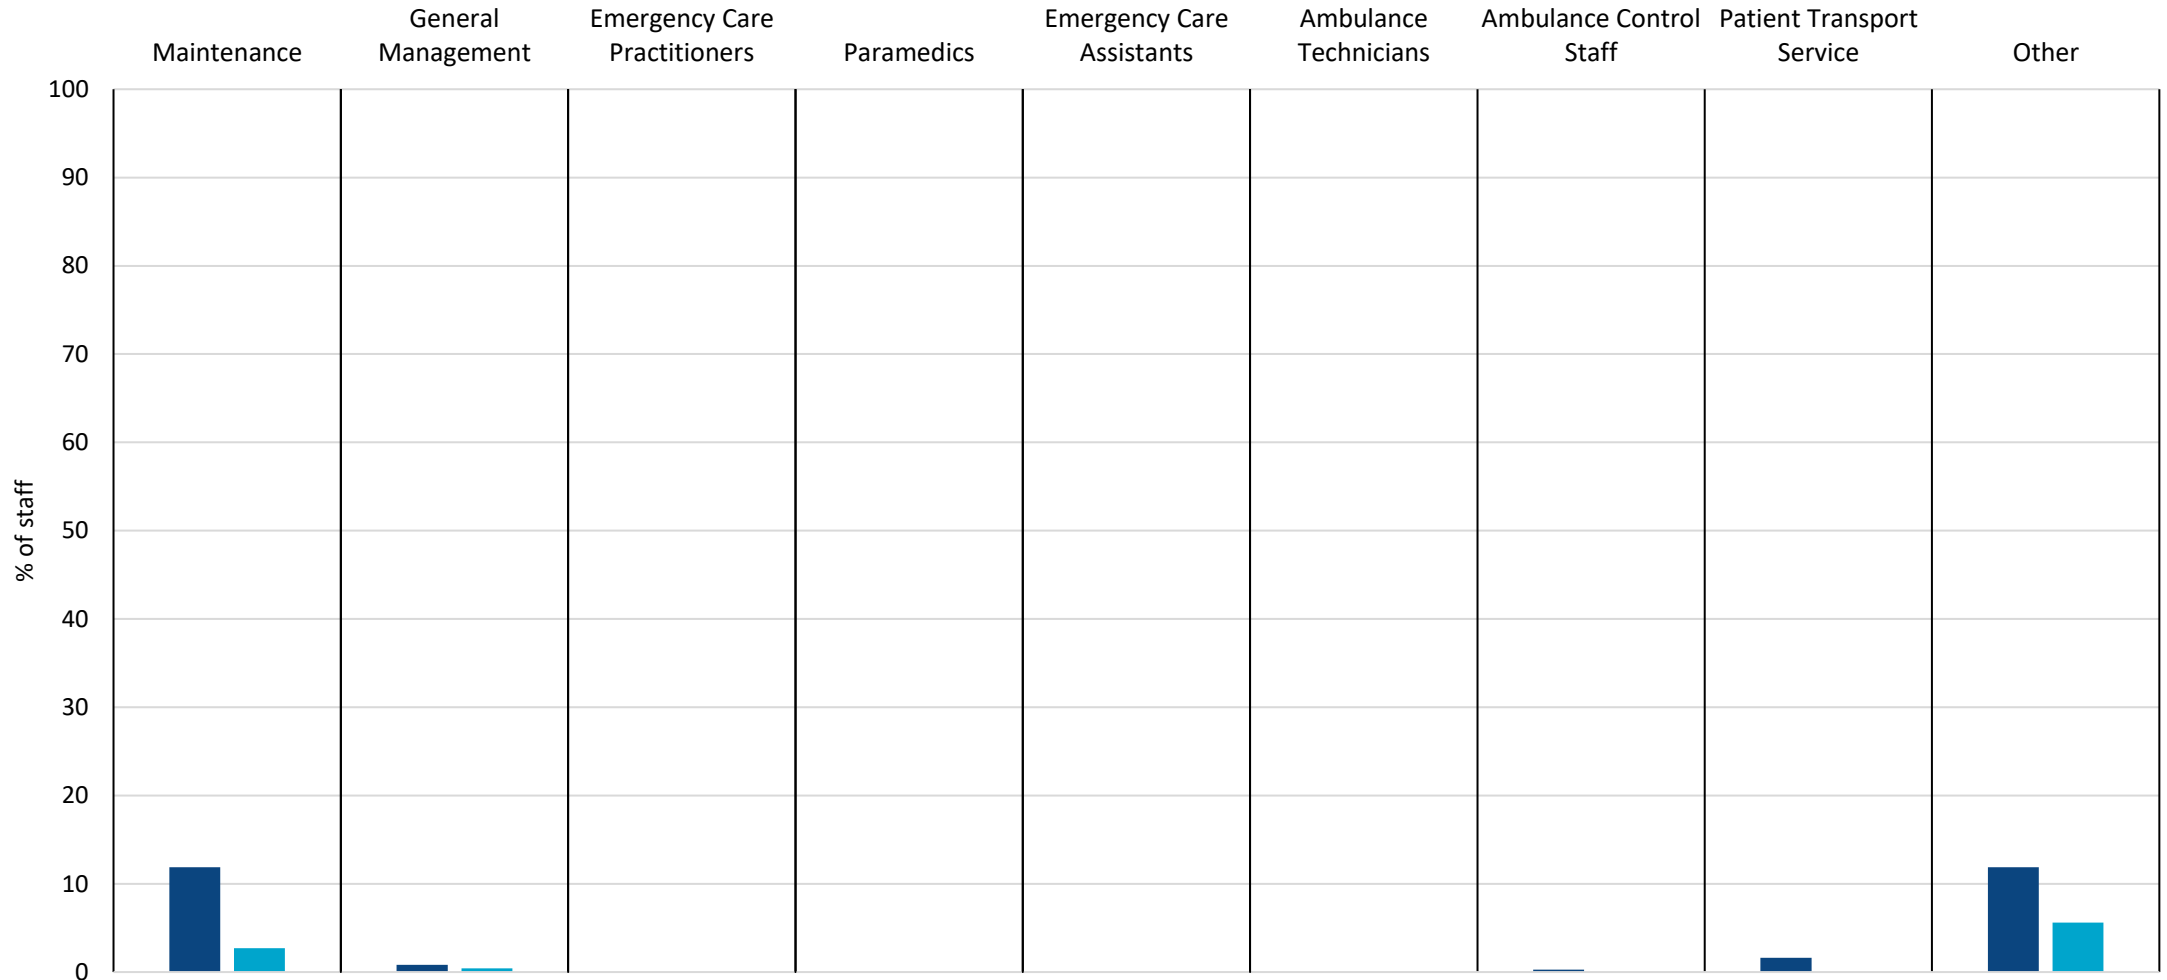 Maintenance
General
Management
Emergency Care
Practitioners
Paramedics
Emergency Care
Assistants
Ambulance
Technicians
Ambulance Control
Staff
Patient Transport
Service
Other
100
90
80
70
60
50
40
30
20
10
0
% of staff